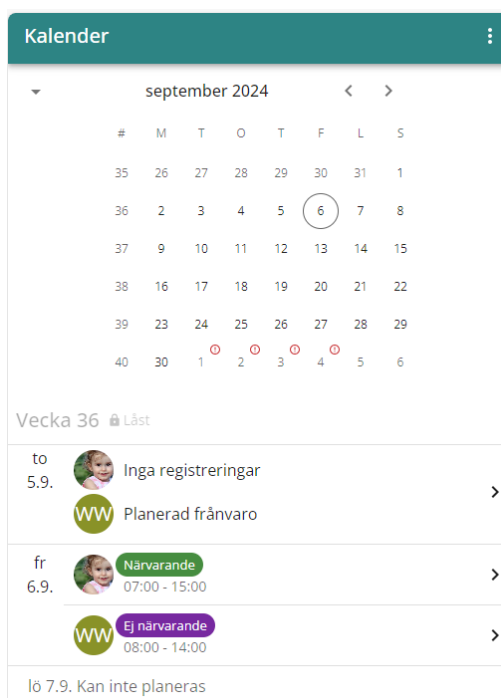 Kalender
september 2024
# M T O T F L S
35 26 27 28 29 30 31 1
36 2 3 4 5 6 7 8
37 9 10 11 12 13 14 15
38 16 17 18 19 20 21 22
39 23 24 25 26 27 28 29
40 30 1 2 3 4 5 6
Vecka 36 Låst
to
5.9.
Inga registreringar
WW Planerad frånvaro
fr
6.9.
Närvarande
07:00 - 15:00
WW
Ej närvarande
08:00 - 14:00
lö 7.9. Kan inte planeras